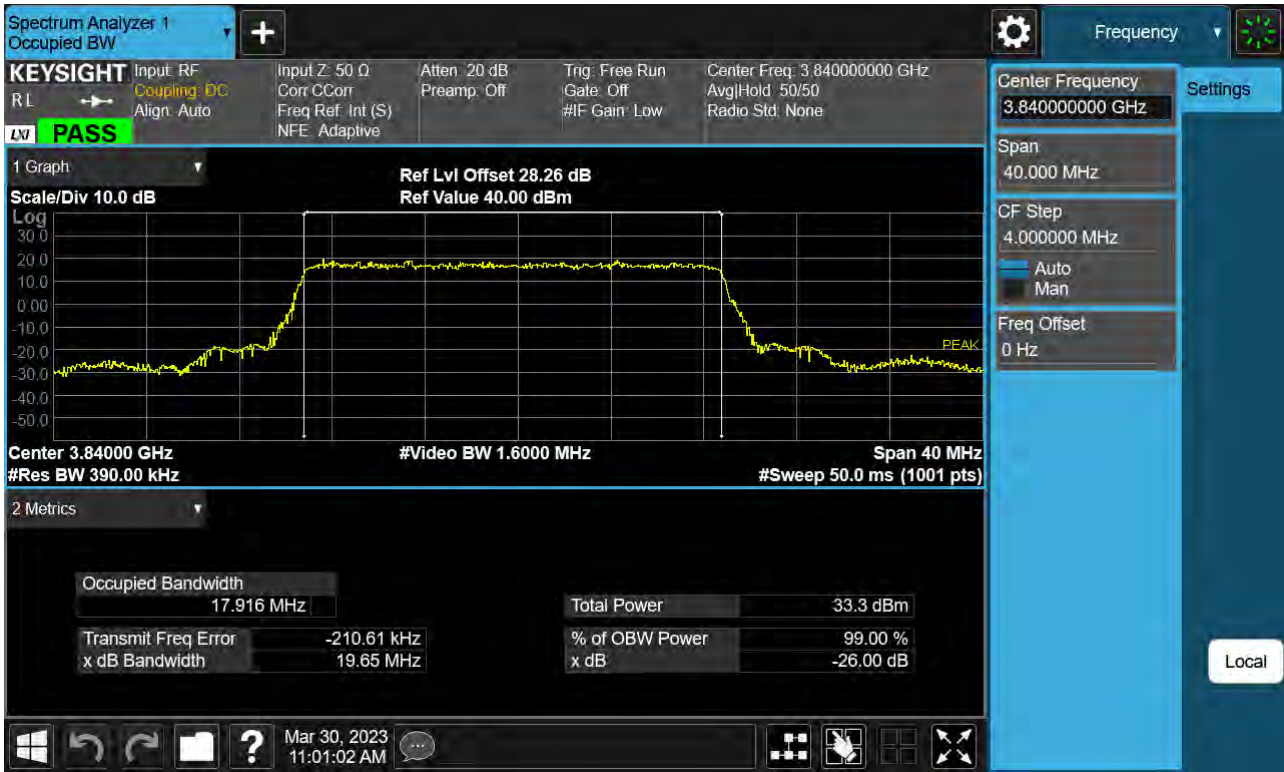 Spectrum Analyzer 1
Occupied BW
+
Frequency
KEYSIGHT
RL
LXI
PASS
Input: RF
Coupling: DC
Align: Auto
Input Z: 50 Ω
Corr CCorr
Freq Ref: Int (S)
NFE: Adaptive
Atten: 20 dB
Preamp: Off
Trig: Free Run
Gate: Off
#IF Gain: Low
Center Freq: 3.840000000 GHz
Avg|Hold: 50/50
Radio Std: None
1 Graph
Scale/Div 10.0 dB
Ref Lvl Offset 28.26 dB
Ref Value 40.00 dBm
Log
30.0
20.0
10.0
0.00
-10.0
-20.0
-30.0
-40.0
-50.0
PEAK
Center 3.84000 GHz
#Video BW 1.6000 MHz
Span 40 MHz
#Res BW 390.00 kHz
#Sweep 50.0 ms (1001 pts)
2 Metrics
Occupied Bandwidth
17.916 MHz
Total Power 33.3 dBm
Transmit Freq Error -210.61 kHz
% of OBW Power 99.00 %
x dB Bandwidth 19.65 MHz
x dB -26.00 dB
Center Frequency
3.840000000 GHz
Settings
Span
40.000 MHz
CF Step
4.000000 MHz
Auto
Man
Freq Offset
0 Hz
Local
?
Mar 30, 2023
11:01:02 AM